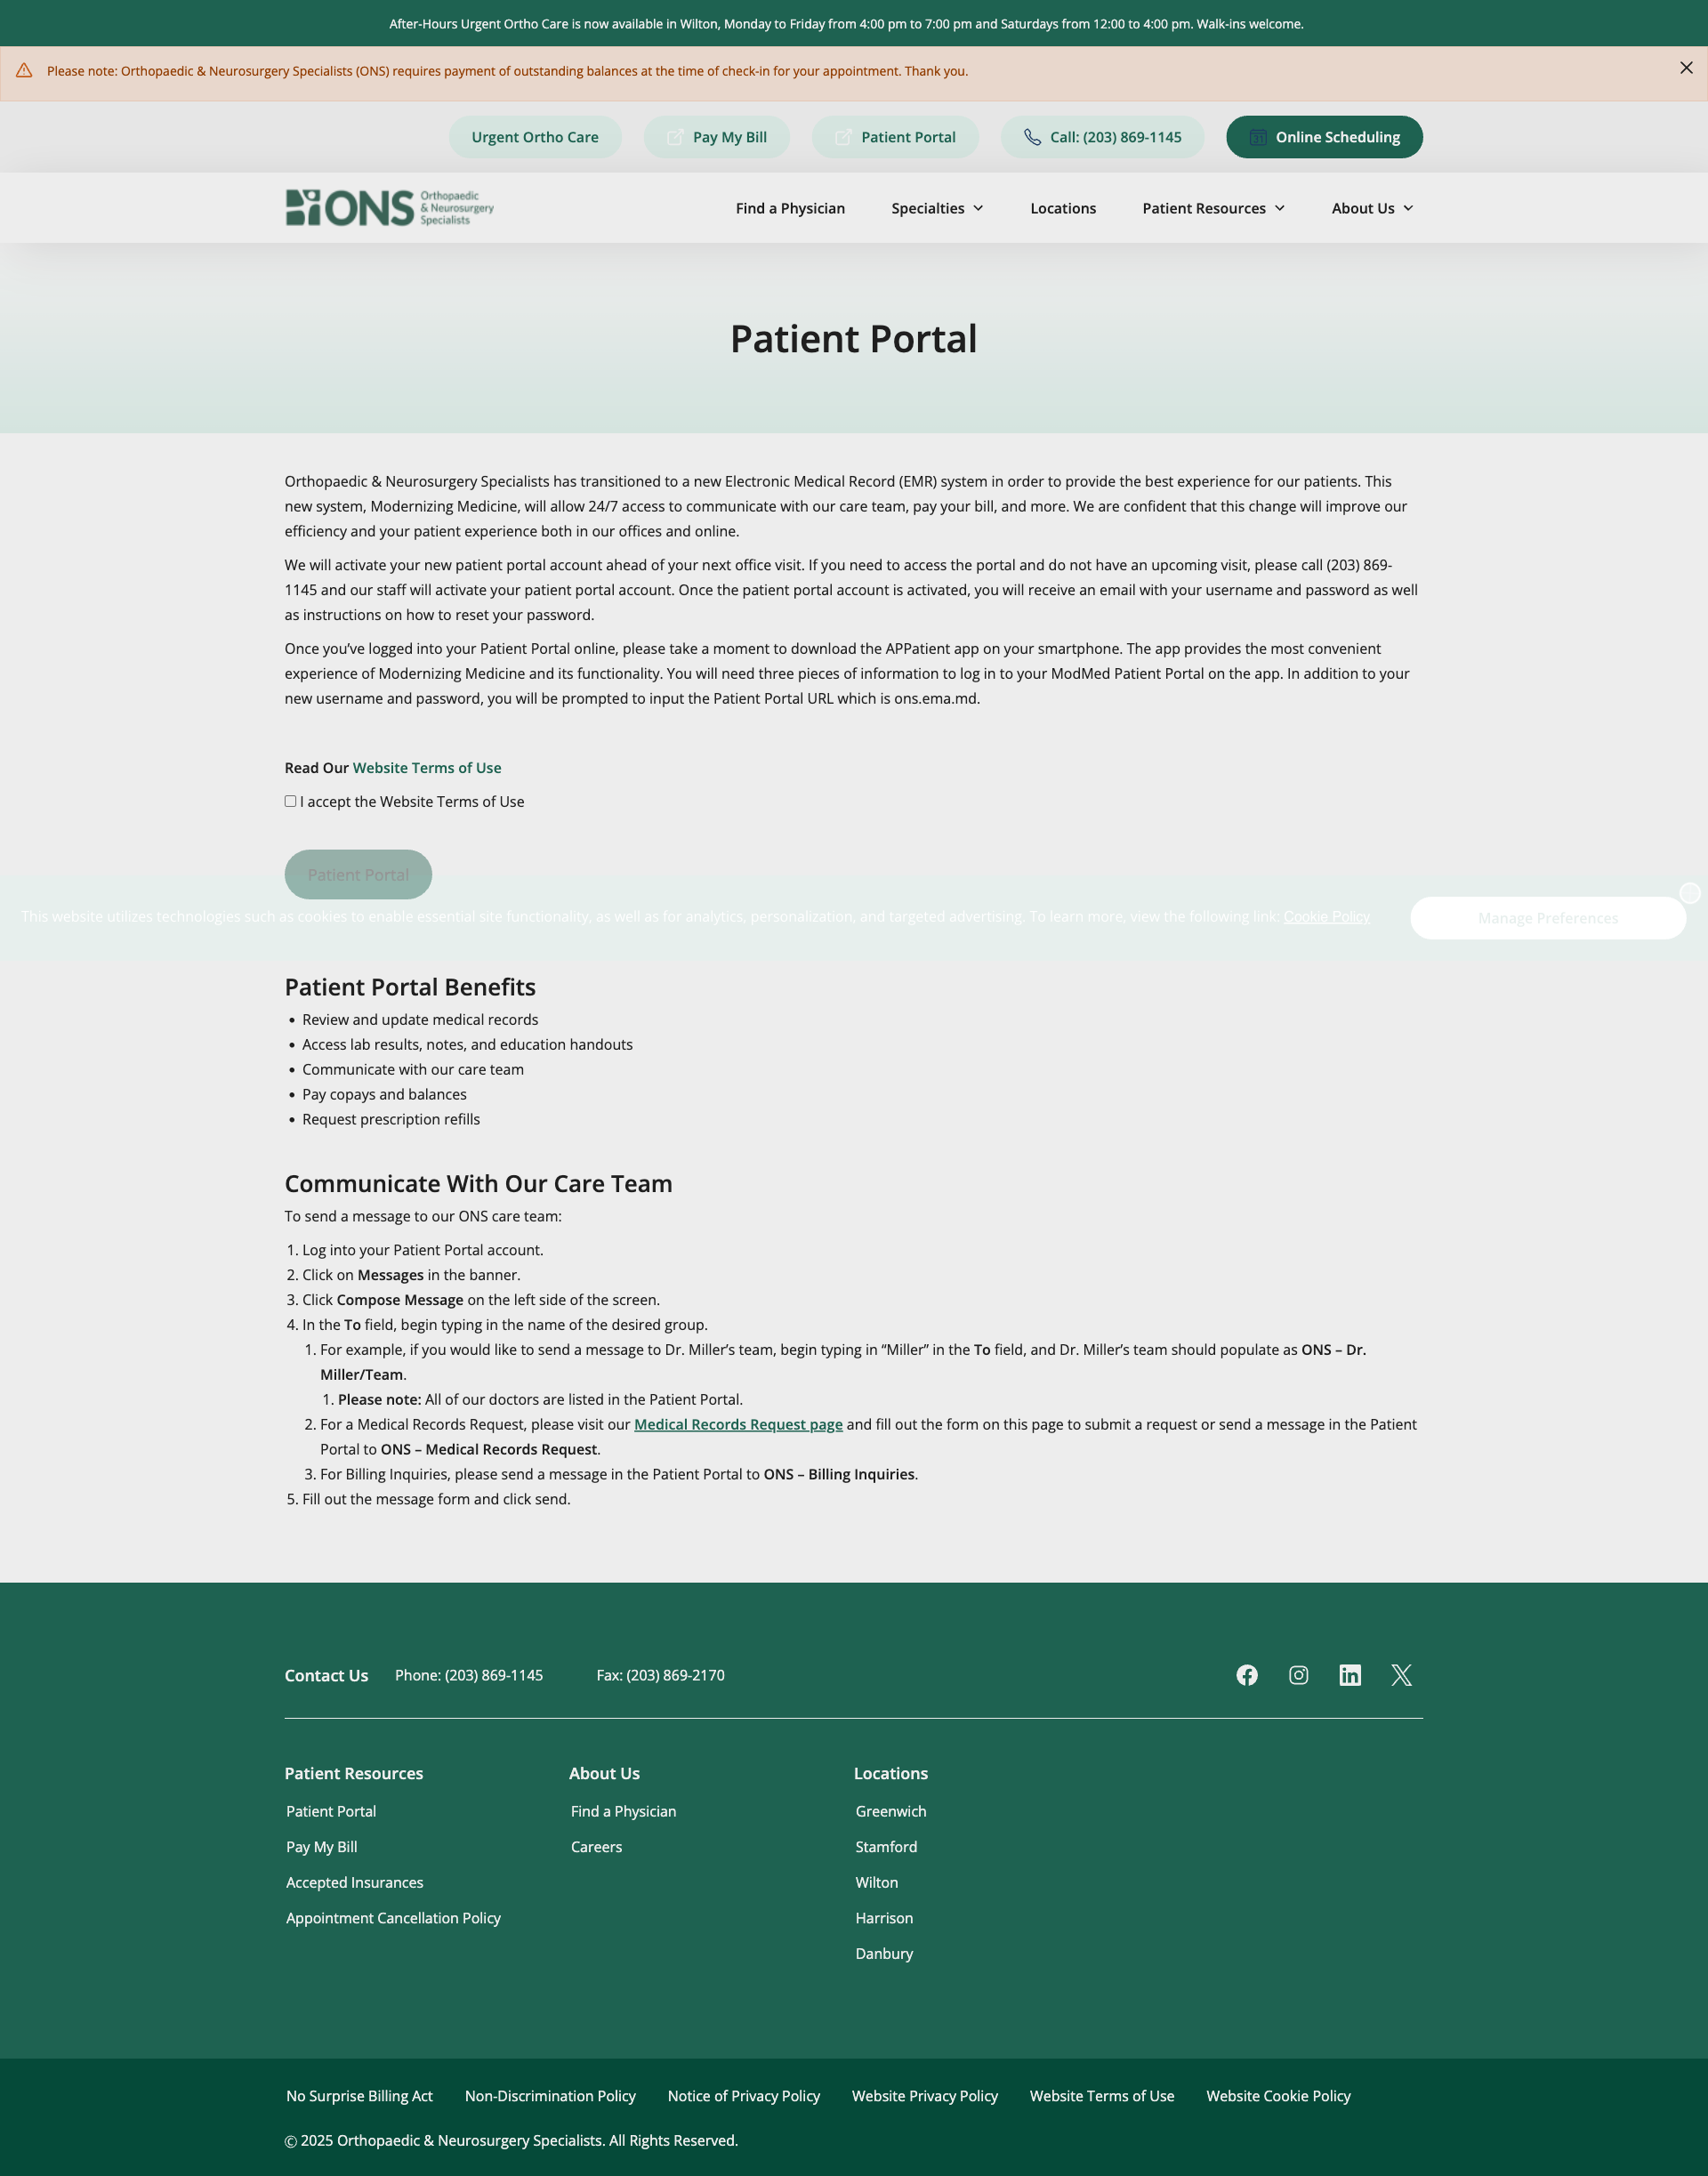 After-Hours Urgent Ortho Care is now available in Wilton, Monday to Friday from 4:00 pm to 7:00 pm and Saturdays from 12:00 to 4:00 pm. Walk-ins welcome.
Please note: Orthopaedic & Neurosurgery Specialists (ONS) requires payment of outstanding balances at the time of check-in for your appointment. Thank you.
Urgent Ortho Care Pay My Bill Patient Portal Call: (203) 869-1145 31 Online Scheduling
ONS Orthopaedic
& Neurosurgery
Specialists
Find a Physician Specialties Locations Patient Resources About Us
Patient Portal
Orthopaedic & Neurosurgery Specialists has transitioned to a new Electronic Medical Record (EMR) system in order to provide the best experience for our patients. This
new system, Modernizing Medicine, will allow 24/7 access to communicate with our care team, pay your bill, and more. We are confident that this change will improve our
efficiency and your patient experience both in our offices and online.
We will activate your new patient portal account ahead of your next office visit. If you need to access the portal and do not have an upcoming visit, please call (203) 869-
1145 and our staff will activate your patient portal account. Once the patient portal account is activated, you will receive an email with your username and password as well
as instructions on how to reset your password.
Once you’ve logged into your Patient Portal online, please take a moment to download the APPatient app on your smartphone. The app provides the most convenient
experience of Modernizing Medicine and its functionality. You will need three pieces of information to log in to your ModMed Patient Portal on the app. In addition to your
new username and password, you will be prompted to input the Patient Portal URL which is ons.ema.md.
Read Our Website Terms of Use
I accept the Website Terms of Use
Patient Portal
This website utilizes technologies such as cookies to enable essential site functionality, as well as for analytics, personalization, and targeted advertising. To learn more, view the following link: Cookie Policy
Manage Preferences
Patient Portal Benefits
• Review and update medical records
• Access lab results, notes, and education handouts
• Communicate with our care team
• Pay copays and balances
• Request prescription refills
Communicate With Our Care Team
To send a message to our ONS care team:
1. Log into your Patient Portal account.
2. Click on Messages in the banner.
3. Click Compose Message on the left side of the screen.
4. In the To field, begin typing in the name of the desired group.
1. For example, if you would like to send a message to Dr. Miller’s team, begin typing in “Miller” in the To field, and Dr. Miller’s team should populate as ONS – Dr.
Miller/Team.
1. Please note: All of our doctors are listed in the Patient Portal.
2. For a Medical Records Request, please visit our Medical Records Request page and fill out the form on this page to submit a request or send a message in the Patient
Portal to ONS – Medical Records Request.
3. For Billing Inquiries, please send a message in the Patient Portal to ONS – Billing Inquiries.
5. Fill out the message form and click send.
Contact Us Phone: (203) 869-1145 Fax: (203) 869-2170
Patient Resources About Us Locations
Patient Portal Find a Physician Greenwich
Pay My Bill Careers Stamford
Accepted Insurances Wilton
Appointment Cancellation Policy Harrison
Danbury
No Surprise Billing Act Non-Discrimination Policy Notice of Privacy Policy Website Privacy Policy Website Terms of Use Website Cookie Policy
© 2025 Orthopaedic & Neurosurgery Specialists. All Rights Reserved.